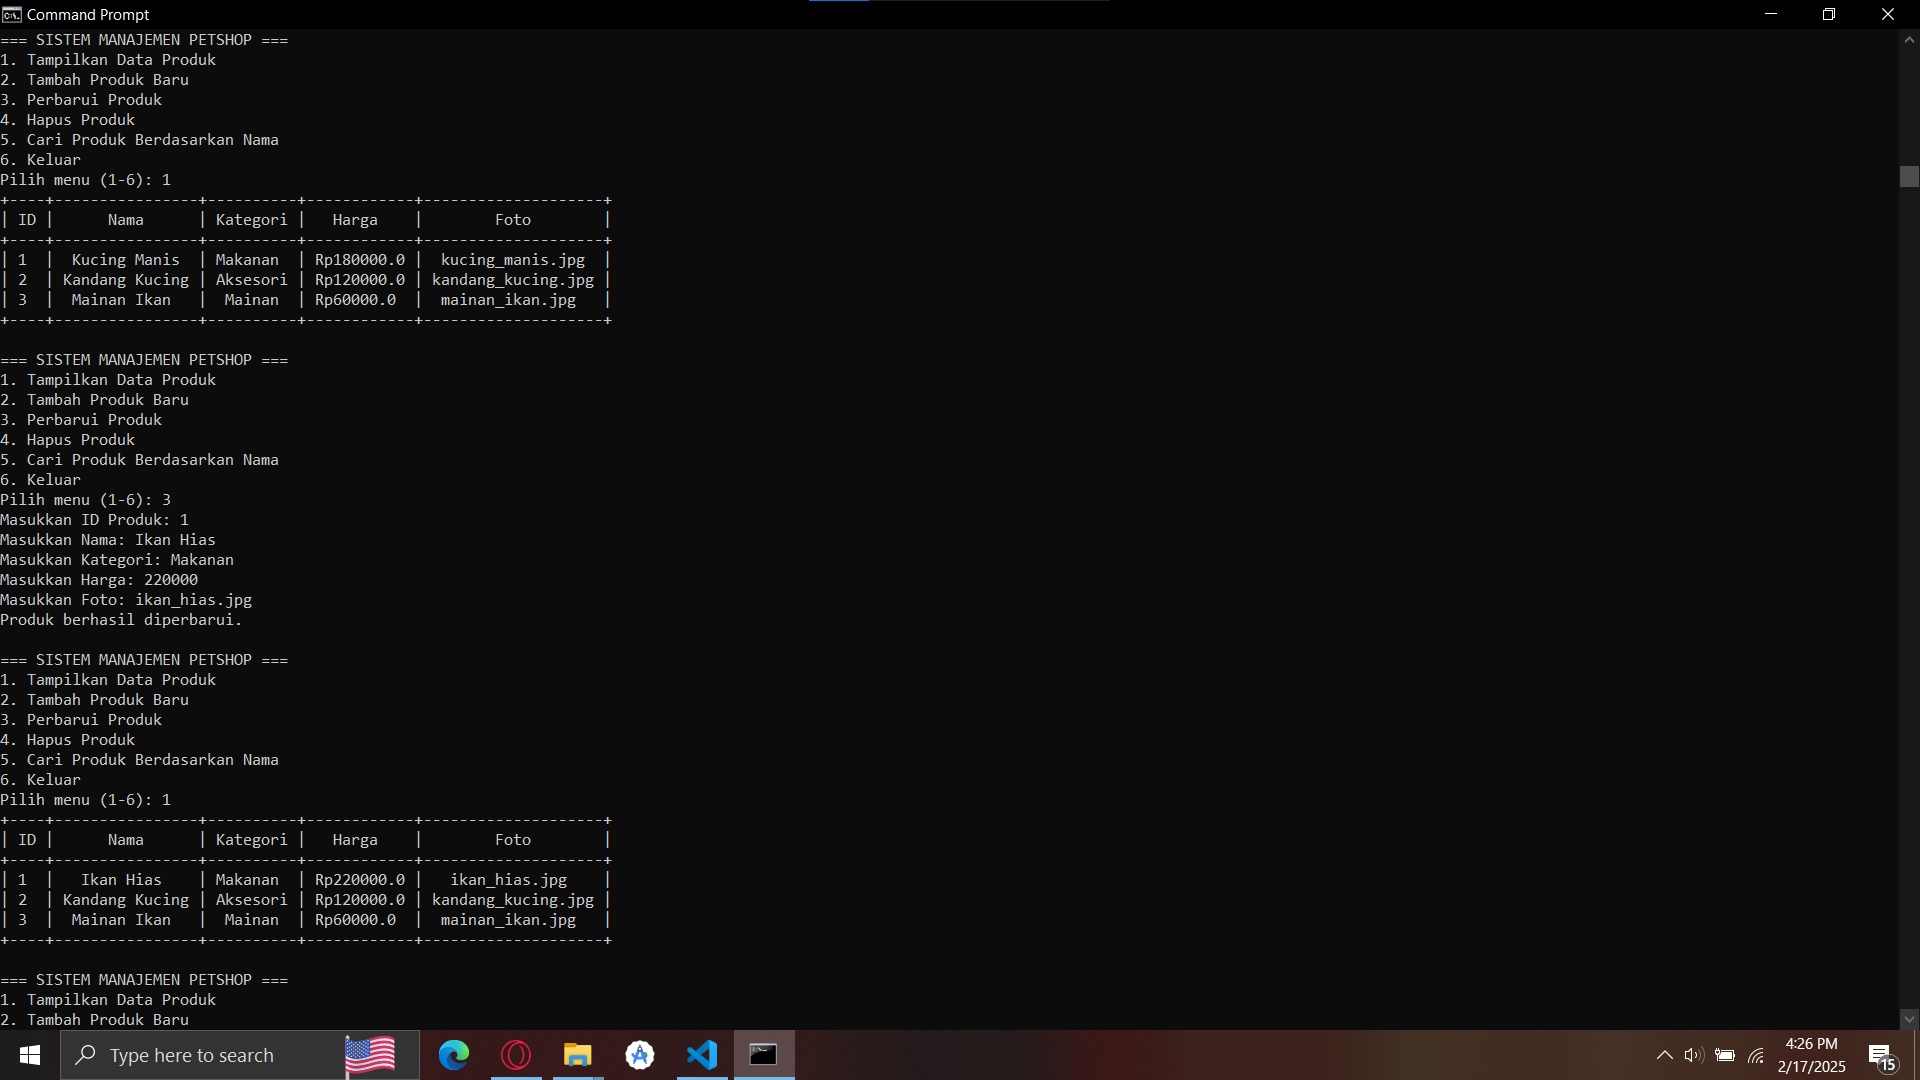 Command Prompt
=== SISTEM MANAJEMEN PETSHOP ===
1. Tampilkan Data Produk
2. Tambah Produk Baru
3. Perbarui Produk
4. Hapus Produk
5. Cari Produk Berdasarkan Nama
6. Keluar
Pilih menu (1-6): 1
+----+----------------+----------+------------+--------------------+
| ID |      Nama      | Kategori |   Harga    |        Foto        |
+----+----------------+----------+------------+--------------------+
| 1  |  Kucing Manis  | Makanan  | Rp180000.0 |  kucing_manis.jpg  |
| 2  | Kandang Kucing | Aksesori | Rp120000.0 | kandang_kucing.jpg |
| 3  |  Mainan Ikan   |  Mainan  | Rp60000.0  |  mainan_ikan.jpg   |
+----+----------------+----------+------------+--------------------+
=== SISTEM MANAJEMEN PETSHOP ===
1. Tampilkan Data Produk
2. Tambah Produk Baru
3. Perbarui Produk
4. Hapus Produk
5. Cari Produk Berdasarkan Nama
6. Keluar
Pilih menu (1-6): 3
Masukkan ID Produk: 1
Masukkan Nama: Ikan Hias
Masukkan Kategori: Makanan
Masukkan Harga: 220000
Masukkan Foto: ikan_hias.jpg
Produk berhasil diperbarui.
=== SISTEM MANAJEMEN PETSHOP ===
1. Tampilkan Data Produk
2. Tambah Produk Baru
3. Perbarui Produk
4. Hapus Produk
5. Cari Produk Berdasarkan Nama
6. Keluar
Pilih menu (1-6): 1
+----+----------------+----------+------------+--------------------+
| ID |      Nama      | Kategori |   Harga    |        Foto        |
+----+----------------+----------+------------+--------------------+
| 1  |   Ikan Hias    | Makanan  | Rp220000.0 |   ikan_hias.jpg    |
| 2  | Kandang Kucing | Aksesori | Rp120000.0 | kandang_kucing.jpg |
| 3  |  Mainan Ikan   |  Mainan  | Rp60000.0  |  mainan_ikan.jpg   |
+----+----------------+----------+------------+--------------------+
=== SISTEM MANAJEMEN PETSHOP ===
1. Tampilkan Data Produk
2. Tambah Produk Baru
Type here to search
4:26 PM
2/17/2025
15